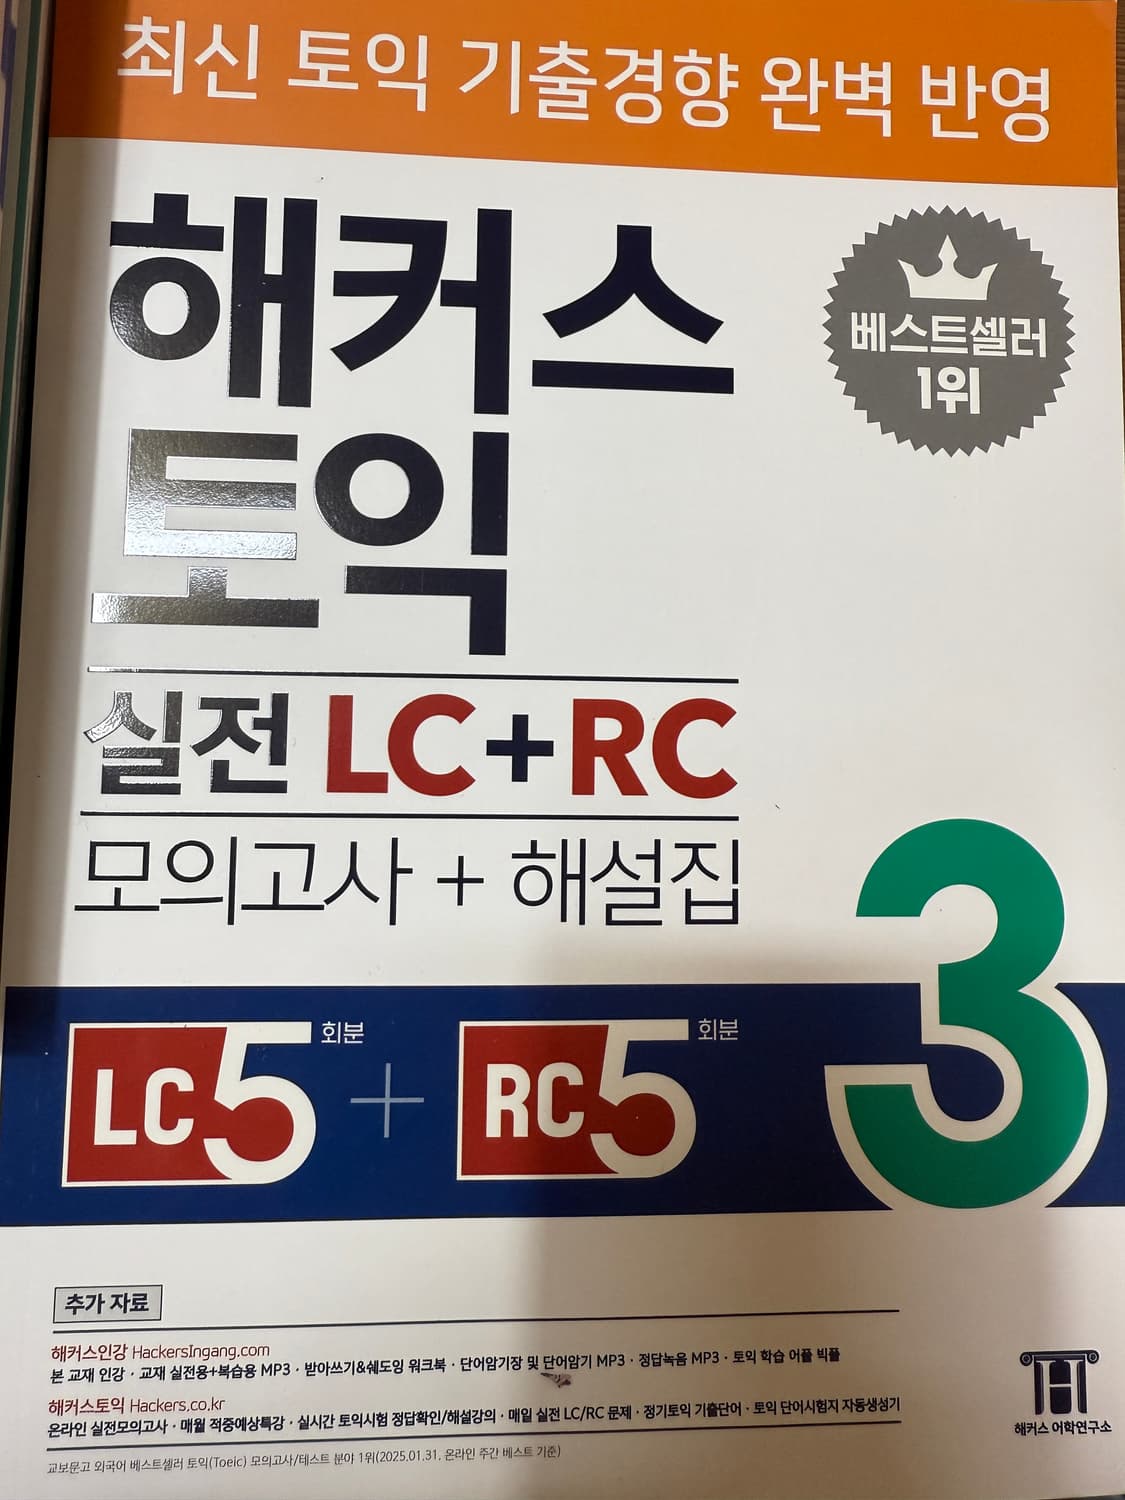 최신 토익 기출경향 완벽 반영
해커스
토익
베스트셀러
1위
실전 LC+RC
모의고사 + 해설집
3
LC5 회분 + RC5 회분
추가 자료
해커스인강 HackersIngang.com
본 교재 인강 · 교재 실전용+복습용 MP3 · 받아쓰기&쉐도잉 워크북 · 단어암기장 및 단어암기 MP3 · 정답녹음 MP3 · 토익 학습 어플 빅플
해커스토익 Hackers.co.kr
온라인 실전모의고사 · 매월 적중예상특강 · 실시간 토익시험 정답확인/해설강의 · 매일 실전 LC/RC 문제 · 정기토익 기출단어 · 토익 단어시험지 자동생성기
교보문고 외국어 베스트셀러 토익(Toeic) 모의고사/테스트 분야 1위(2025.01.31. 온라인 주간 베스트 기준)
해커스 어학연구소